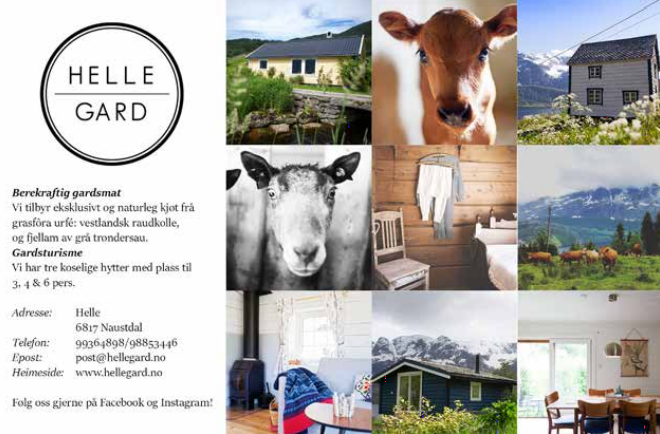 HELLE
GARD
Berekraftig gardsmat
Vi tilbyr eksklusivt og naturleg kjøt frå
grasfôra urfé: vestlandsk raudkolle,
og fjellam av grå trøndersau.
Gardsturisme
Vi har tre koselige hytter med plass til
3, 4 & 6 pers.
Adresse: Helle
6817 Naustdal
Telefon: 99364898/98853446
Epost: post@hellegard.no
Heimeside: www.hellegard.no
Følg oss gjerne på Facebook og Instagram!